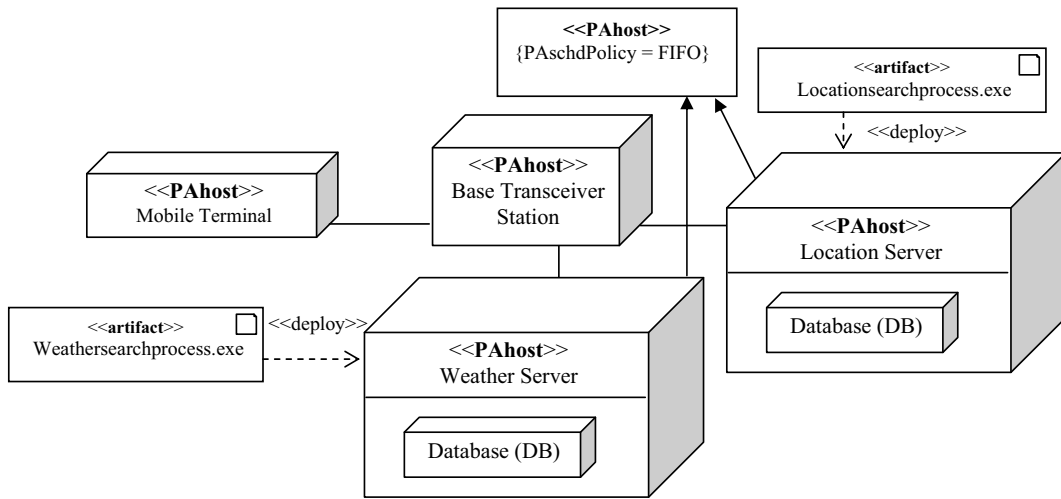 <<PAhost>>
{PAschdPolicy = FIFO}
<<artifact>>
Locationsearchprocess.exe
<<deploy>>
<<PAhost>>
Mobile Terminal
<<PAhost>>
Base Transceiver
Station
<<PAhost>>
Location Server
Database (DB)
<<artifact>>
Weathersearchprocess.exe
<<deploy>>
<<PAhost>>
Weather Server
Database (DB)